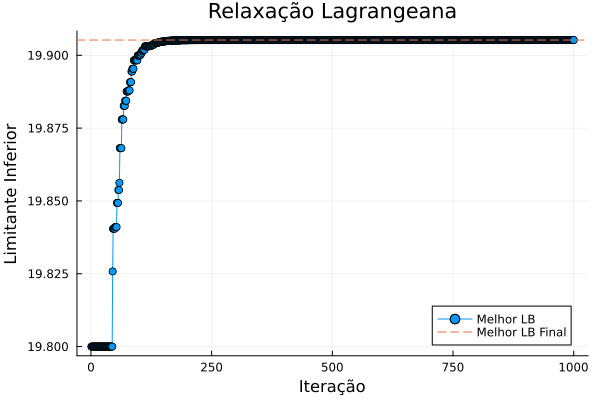 Relaxação Lagrangeana
Limitante Inferior
19.900
19.875
19.850
19.825
19.800
0 250 500 750 1000
Iteração
Melhor LB
Melhor LB Final